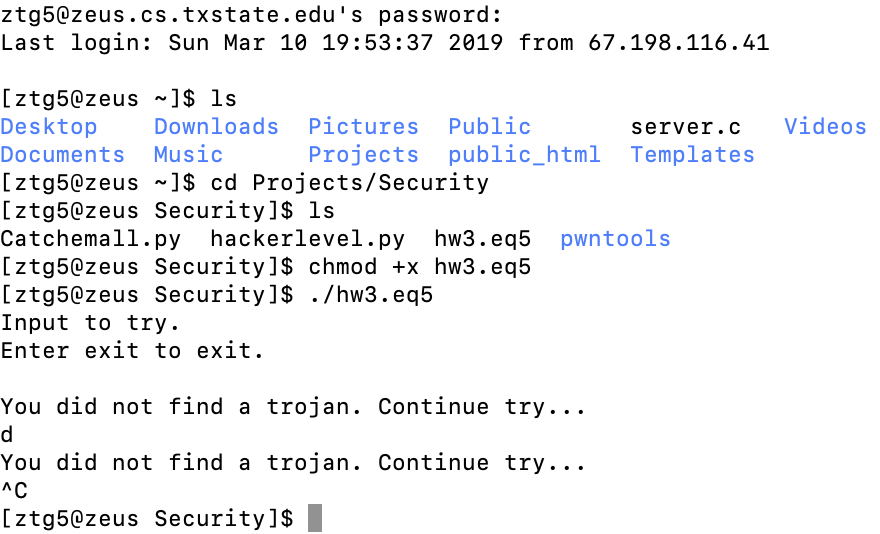 ztg5@zeus.cs.txstate.edu's password:
Last login: Sun Mar 10 19:53:37 2019 from 67.198.116.41
[ztg5@zeus ~]$ ls
Desktop    Downloads  Pictures  Public       server.c   Videos
Documents  Music      Projects  public_html  Templates
[ztg5@zeus ~]$ cd Projects/Security
[ztg5@zeus Security]$ ls
Catchemall.py  hackerlevel.py  hw3.eq5  pwntools
[ztg5@zeus Security]$ chmod +x hw3.eq5
[ztg5@zeus Security]$ ./hw3.eq5
Input to try.
Enter exit to exit.
You did not find a trojan. Continue try...
d
You did not find a trojan. Continue try...
^C
[ztg5@zeus Security]$